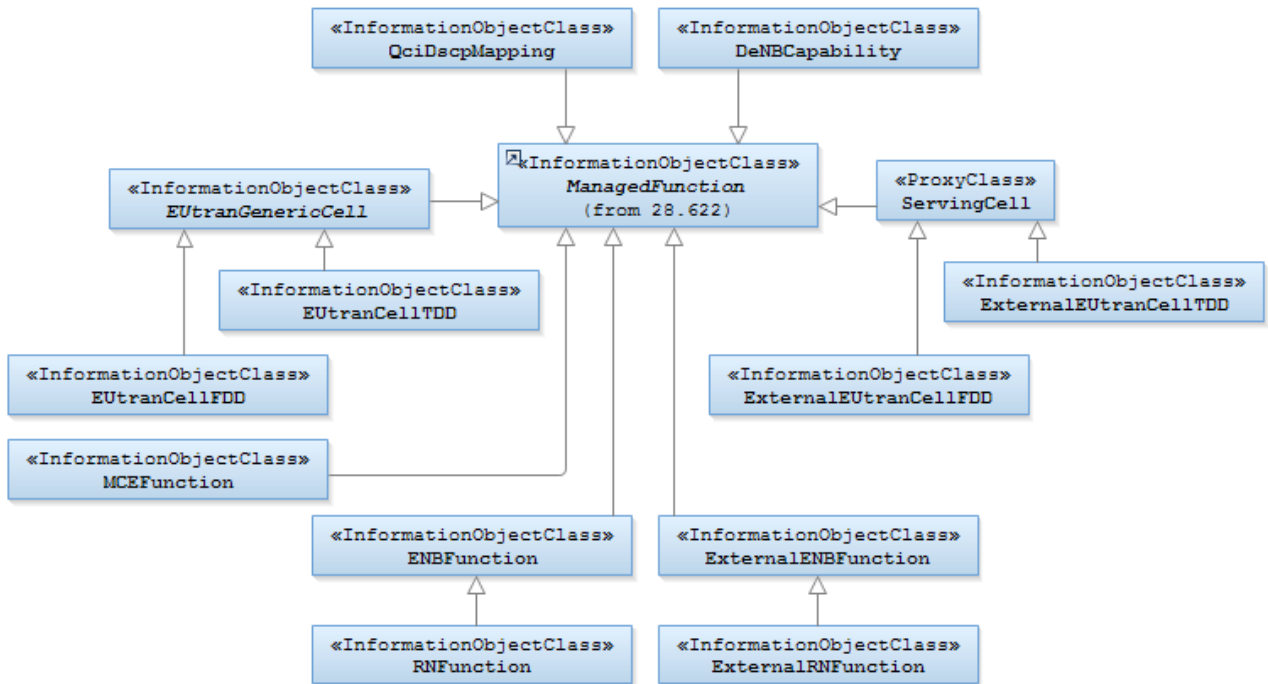 «InformationObjectClass»
QciDscpMapping
«InformationObjectClass»
DeNBCapability
«InformationObjectClass»
ManagedFunction
(from 28.622)
«InformationObjectClass»
EUtranGenericCell
«ProxyClass»
ServingCell
«InformationObjectClass»
EUtranCellTDD
«InformationObjectClass»
ExternalEUtranCellTDD
«InformationObjectClass»
EUtranCellFDD
«InformationObjectClass»
ExternalEUtranCellFDD
«InformationObjectClass»
MCEFunction
«InformationObjectClass»
ENBFunction
«InformationObjectClass»
ExternalENBFunction
«InformationObjectClass»
RNFunction
«InformationObjectClass»
ExternalRNFunction